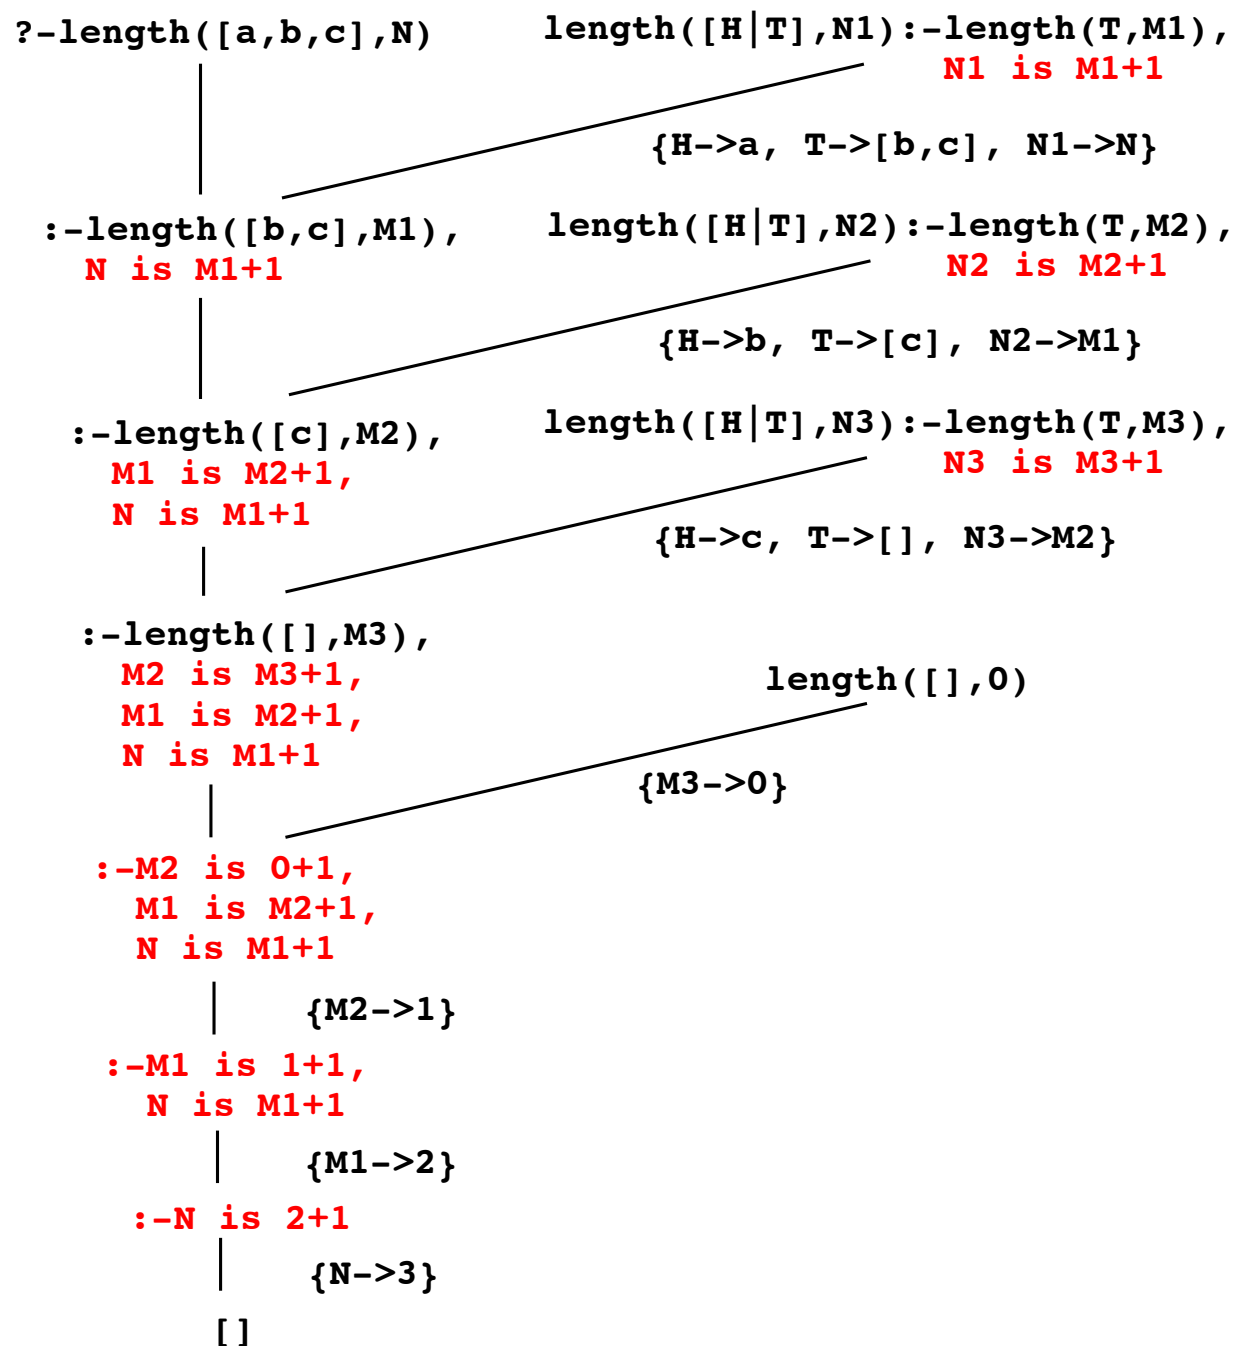 ?-length([a,b,c],N)
length([H|T],N1):-length(T,M1),
N1 is M1+1
{H->a, T->[b,c], N1->N}
:-length([b,c],M1),
N is M1+1
length([H|T],N2):-length(T,M2),
N2 is M2+1
{H->b, T->[c], N2->M1}
:-length([c],M2),
M1 is M2+1,
N is M1+1
length([H|T],N3):-length(T,M3),
N3 is M3+1
{H->c, T->[], N3->M2}
:-length([],M3),
M2 is M3+1,
M1 is M2+1,
N is M1+1
length([],0)
{M3->0}
:-M2 is 0+1,
M1 is M2+1,
N is M1+1
{M2->1}
:-M1 is 1+1,
N is M1+1
{M1->2}
:-N is 2+1
{N->3}
[]